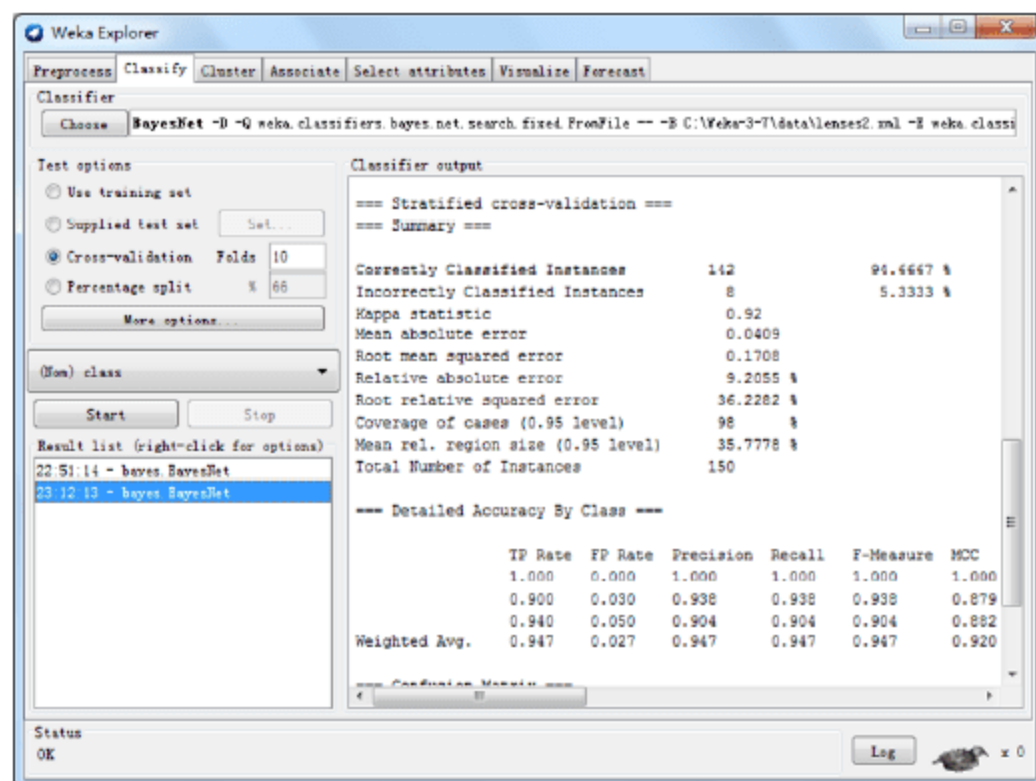 Weka Explorer
Preprocess Classify Cluster Associate Select attributes Visualize Forecast
Classifier
Choose BayesNet -D -Q weka.classifiers.bayes.net.search.fixed.FromFile -- -B C:\Weka-3-7\data\lenses2.xml -E weka.classi
Test options
Use training set
Supplied test set Set...
Cross-validation Folds 10
Percentage split % 66
More options...
(Nom) class
Start Stop
Result list (right-click for options)
22:51:14 - bayes.BayesNet
23:12:13 - bayes.BayesNet
Classifier output
=== Stratified cross-validation ===
=== Summary ===
Correctly Classified Instances 142 94.6667 %
Incorrectly Classified Instances 8 5.3333 %
Kappa statistic 0.92
Mean absolute error 0.0409
Root mean squared error 0.1708
Relative absolute error 9.2055 %
Root relative squared error 36.2282 %
Coverage of cases (0.95 level) 98 %
Mean rel. region size (0.95 level) 35.7778 %
Total Number of Instances 150
=== Detailed Accuracy By Class ===
TP Rate FP Rate Precision Recall F-Measure MCC
1.000 0.000 1.000 1.000 1.000 1.000
0.900 0.030 0.938 0.938 0.938 0.879
0.940 0.050 0.904 0.904 0.904 0.882
Weighted Avg. 0.947 0.027 0.947 0.947 0.947 0.920
=== Confusion Matrix ===
Status
OK
Log x 0